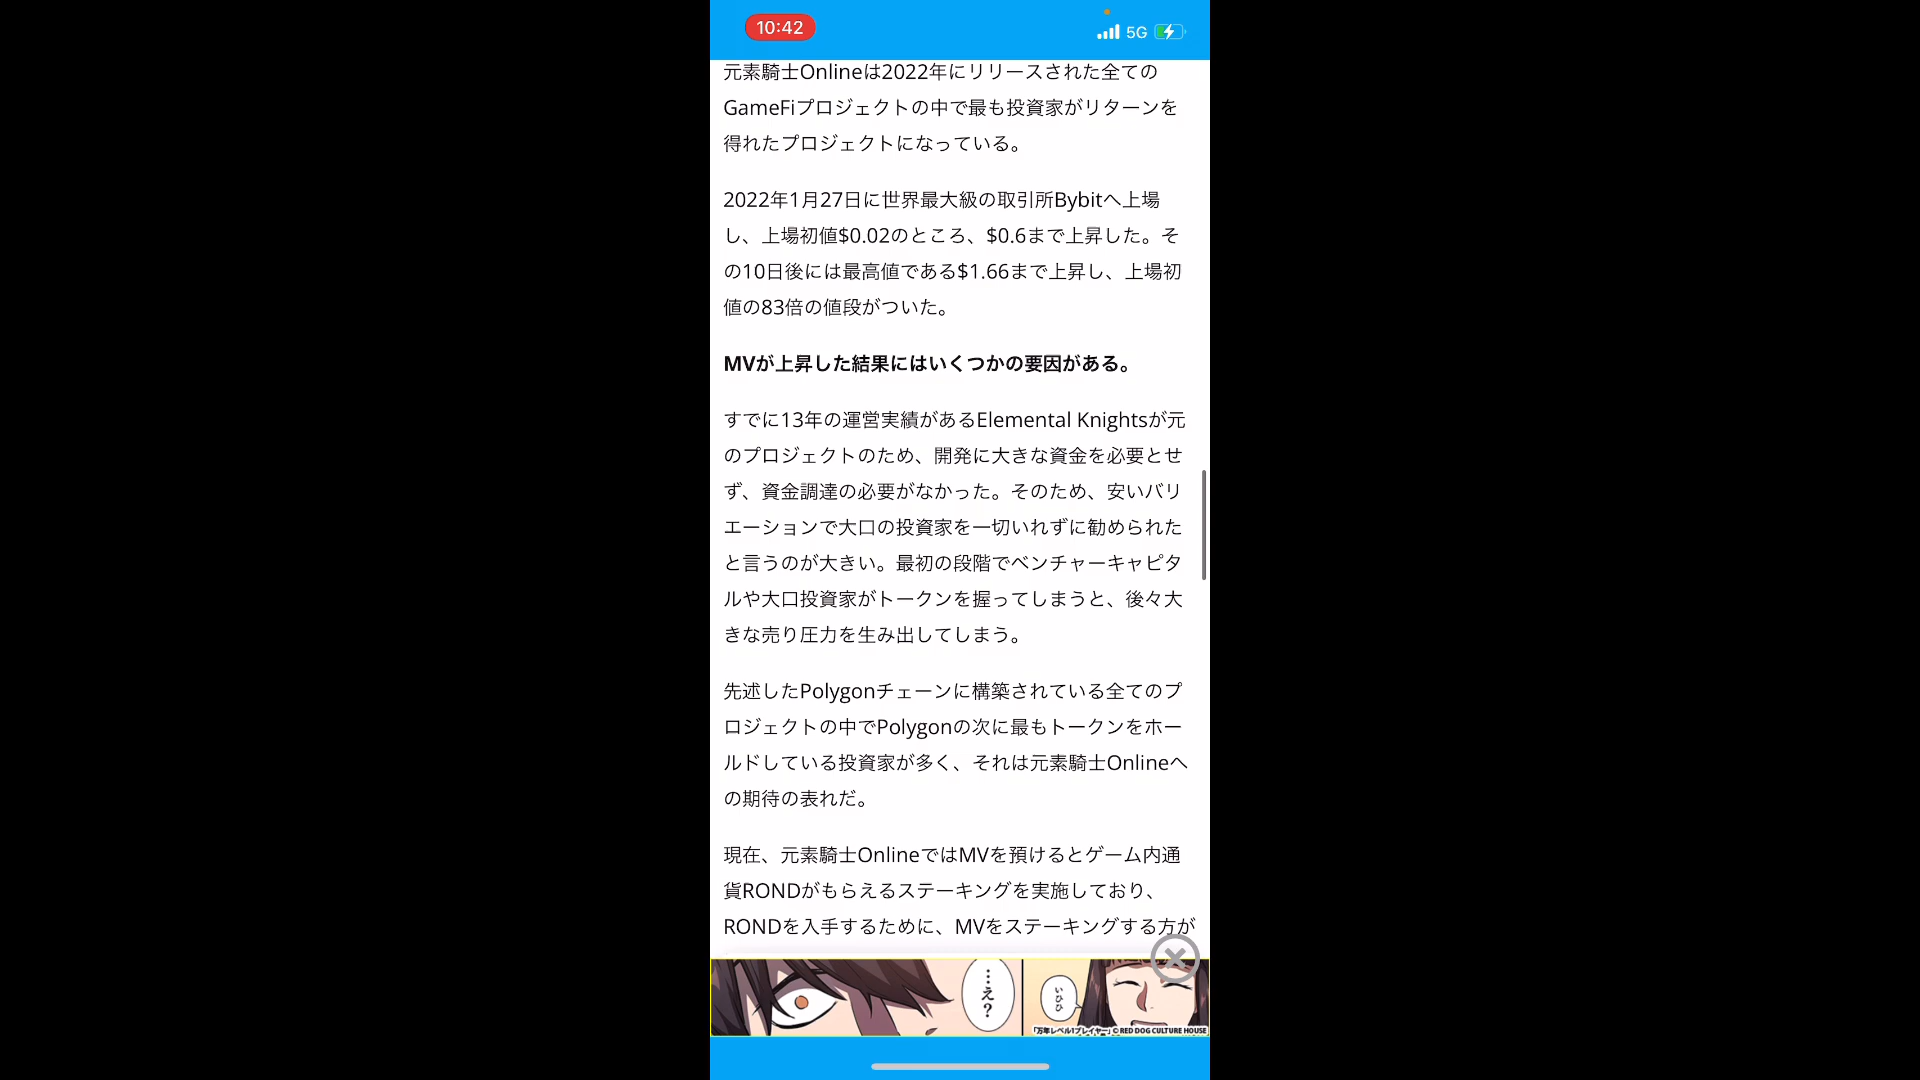 10:42
5G
元素騎士Onlineは2022年にリリースされた全ての
GameFiプロジェクトの中で最も投資家がリターンを
得れたプロジェクトになっている。
2022年1月27日に世界最大級の取引所Bybitへ上場
し、上場初値$0.02のところ、$0.6まで上昇した。そ
の10日後には最高値である$1.66まで上昇し、上場初
値の83倍の値段がついた。
MVが上昇した結果にはいくつかの要因がある。
すでに13年の運営実績があるElemental Knightsが元
のプロジェクトのため、開発に大きな資金を必要とせ
ず、資金調達の必要がなかった。そのため、安いバリ
エーションで大口の投資家を一切いれずに勧められた
と言うのが大きい。最初の段階でベンチャーキャピタ
ルや大口投資家がトークンを握ってしまうと、後々大
きな売り圧力を生み出してしまう。
先述したPolygonチェーンに構築されている全てのプ
ロジェクトの中でPolygonの次に最もトークンをホー
ルドしている投資家が多く、それは元素騎士Onlineへ
の期待の表れだ。
現在、元素騎士OnlineではMVを預けるとゲーム内通
貨RONDがもらえるステーキングを実施しており、
RONDを入手するために、MVをステーキングする方が
…え?
いひひ
「万年レベル1プレイヤー」© RED DOG CULTURE HOUSE